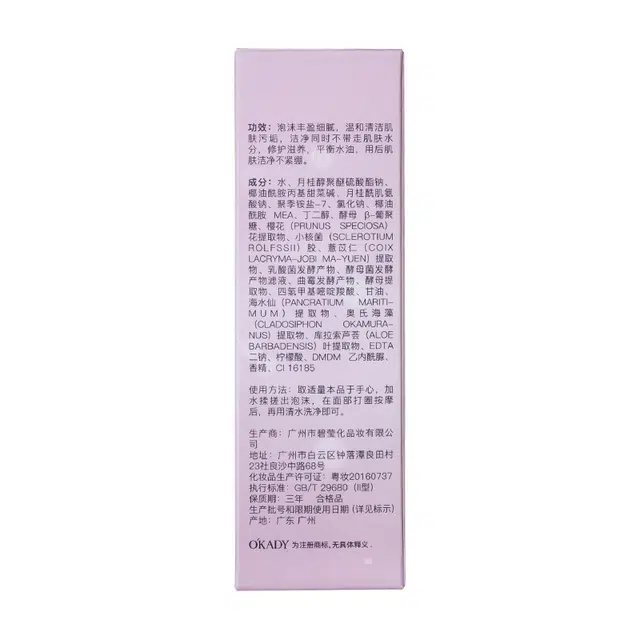 功效：泡沫丰盈细腻，温和清洁肌
肤污垢，洁净同时不带走肌肤水
分，修护滋养，平衡水油，用后肌
肤洁净不紧绷。
成分：水、月桂醇聚醚硫酸酯钠、
椰油酰胺丙基甜菜碱、月桂酰肌氨
酸钠、聚季铵盐-7、氯化钠、椰油
酰胺 MEA、丁二醇、酵母 β-葡聚
糖、樱花（PRUNUS SPECIOSA）
花提取物、小核菌（SCLEROTIUM
ROLFSSII）胶、薏苡仁（COIX
LACRYMA-JOBI MA-YUEN）提取
物、乳酸菌发酵产物、酵母菌发酵
产物滤液、曲霉发酵产物、酵母提
取物、四氢甲基嘧啶羧酸、甘油、
海水仙（PANCRATIUM MARITI-
MUM）提取物、奥氏海藻
（CLADOSIPHON OKAMURA-
NUS）提取物、库拉索芦荟（ALOE
BARBADENSIS）叶提取物、EDTA
二钠、柠檬酸、DMDM 乙内酰脲、
香精、CI 16185
使用方法：取适量本品于手心，加
水揉搓出泡沫，在面部打圈按摩
后，再用清水洗净即可。
生产商：广州市碧莹化妆品有限公
司
地址：广州市白云区钟落潭良田村
23社良沙中路68号
化妆品生产许可证：粤妆20160737
执行标准：GB/T 29680（II型）
保质期：三年 合格品
生产批号和限期使用日期（详见标示）
产地：广东 广州
O'KADY 为注册商标，无具体释义。